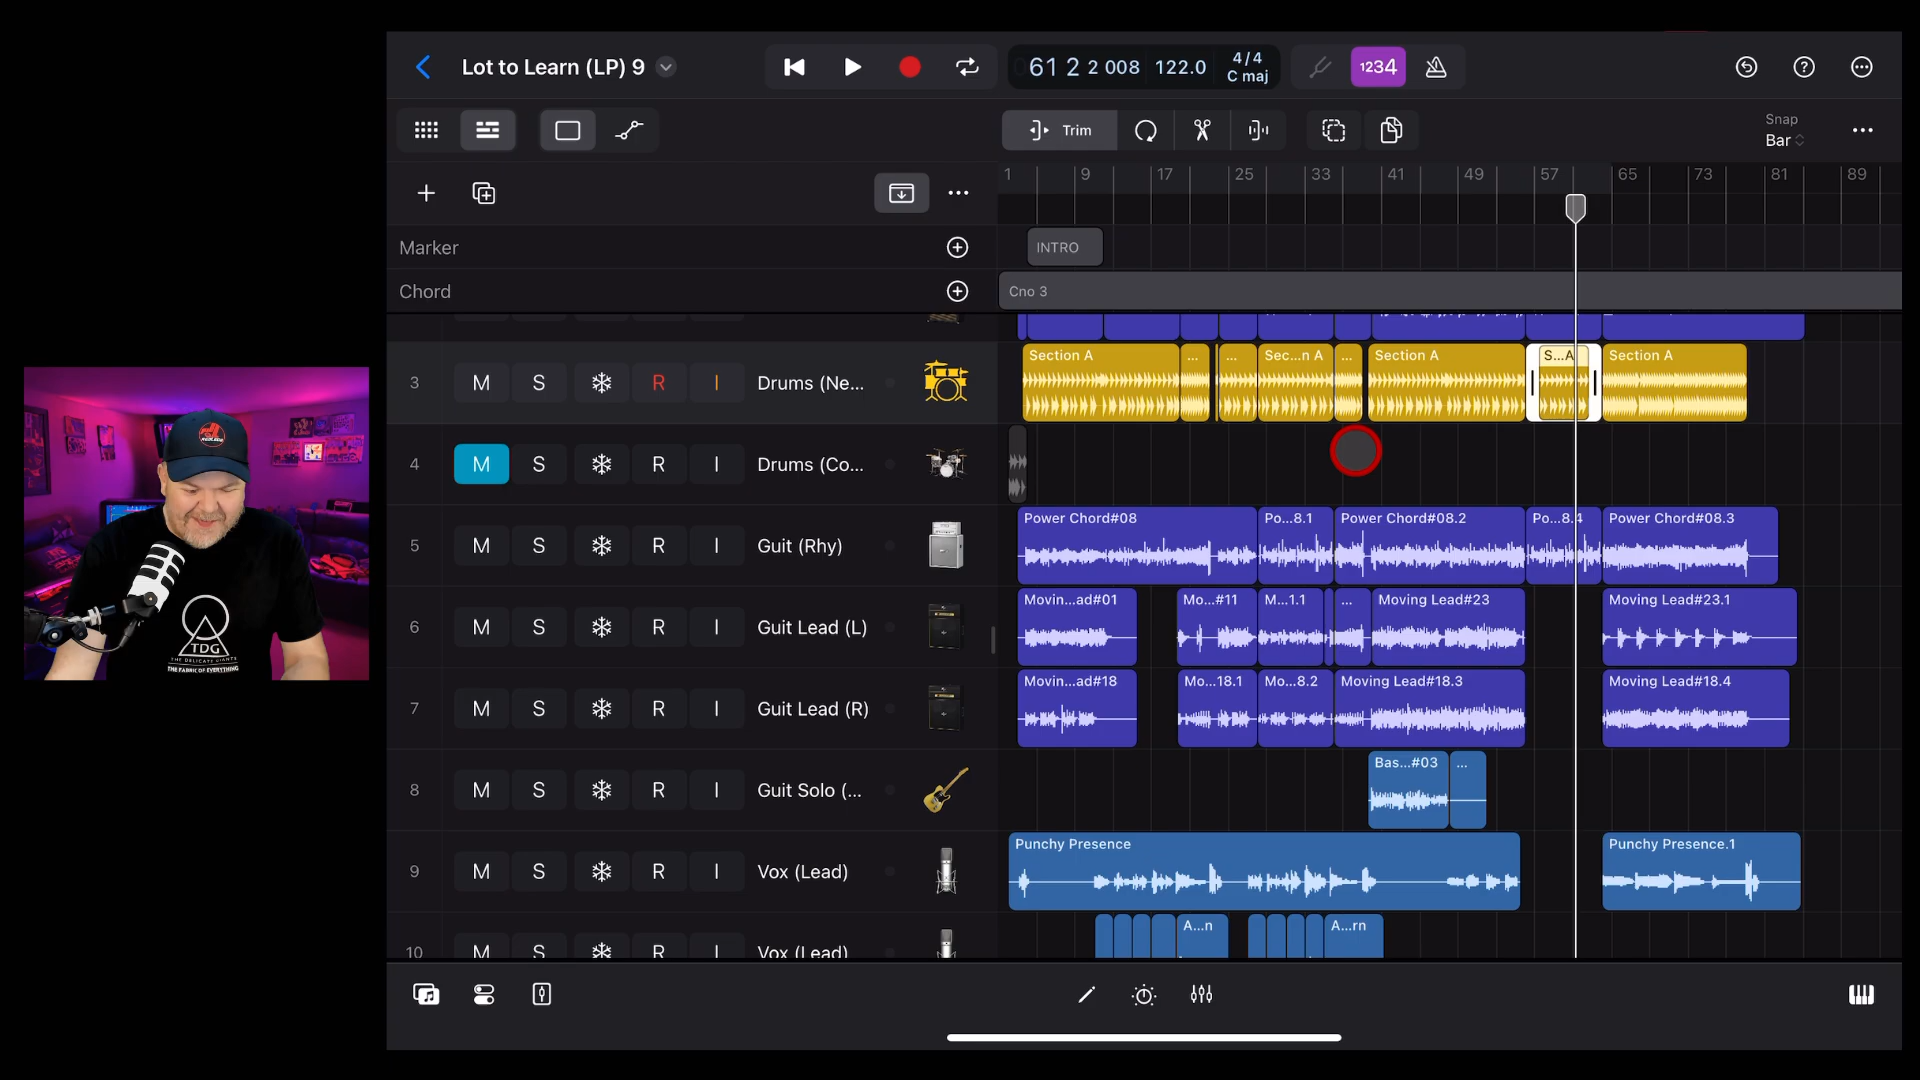 Lot to Learn (LP) 9
61 2 2 008
122.0
4/4
C maj
1234
Trim
Snap
Bar
1 9 17 25 33 41 49 57 65 73 81 89
Marker
INTRO
Chord
Cno 3
3 M S R I Drums (Ne...
Section A ... ... Sec...n A ... Section A S...A Section A
4 M S R I Drums (Co...
5 M S R I Guit (Rhy)
Power Chord#08 Po...8.1 Power Chord#08.2 Po...8.4 Power Chord#08.3
6 M S R I Guit Lead (L)
Movin...ad#01 Mo...#11 M...1.1 ... Moving Lead#23 Moving Lead#23.1
7 M S R I Guit Lead (R)
Movin...ad#18 Mo...18.1 Mo...8.2 Moving Lead#18.3 Moving Lead#18.4
8 M S R I Guit Solo (...
Bas...#03 ...
9 M S R I Vox (Lead)
Punchy Presence Punchy Presence.1
10 M S R I Vox (Lead)
A...n A...rn
TDG
THE DELICATE GIANTS
THE FABRIC OF EVERYTHING